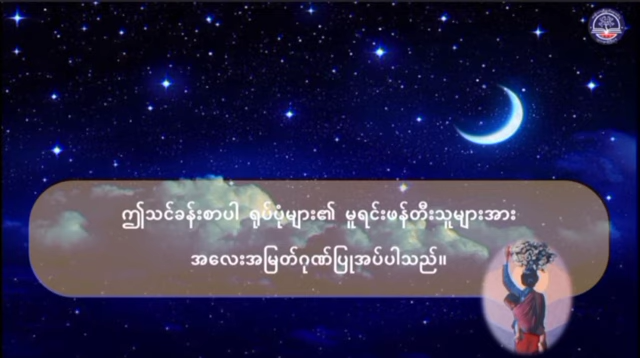 ဤသင်ခန်းစာပါ ရုပ်ပုံများ၏ မူရင်းဖန်တီးသူများအား
အလေးအမြတ်ဂုဏ်ပြုအပ်ပါသည်။